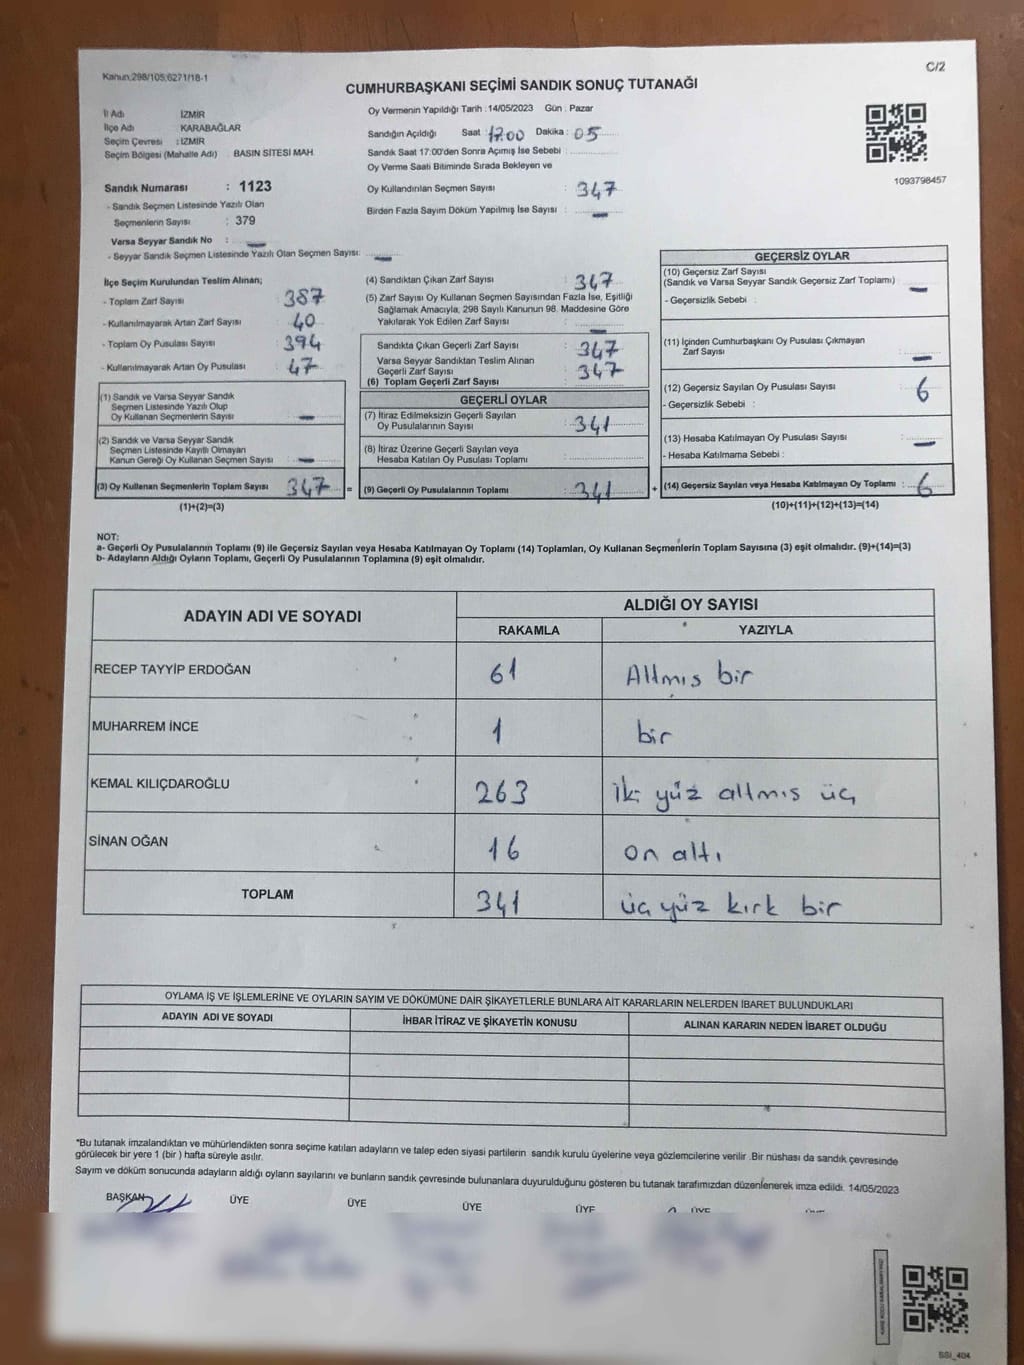 Kanun:298/105;6271/18-1
C/2
CUMHURBAŞKANI SEÇİMİ SANDIK SONUÇ TUTANAĞI
İl Adı İZMİR
İlçe Adı KARABAĞLAR
Seçim Çevresi : İZMİR
Seçim Bölgesi (Mahalle Adı) : BASIN SİTESİ MAH.
Sandık Numarası : 1123
- Sandık Seçmen Listesinde Yazılı Olan
Seçmenlerin Sayısı : 379
Varsa Seyyar Sandık No : -
- Seyyar Sandık Seçmen Listesinde Yazılı Olan Seçmen Sayısı: -
Oy Vermenin Yapıldığı Tarih : 14/05/2023 Gün : Pazar
Sandığın Açıldığı Saat : 17.00 Dakika : 05
Sandık Saat 17:00'den Sonra Açımış İse Sebebi :
Oy Verme Saati Bitiminde Sırada Bekleyen ve
Oy Kullandırılan Seçmen Sayısı : 347
Birden Fazla Sayım Döküm Yapılmış İse Sayısı : -
1093798457
İlçe Seçim Kurulundan Teslim Alınan;
- Toplam Zarf Sayısı : 387
- Kullanılmayarak Artan Zarf Sayısı : 40
- Toplam Oy Pusulası Sayısı : 394
- Kullanılmayarak Artan Oy Pusulası : 47
(1) Sandık ve Varsa Seyyar Sandık
Seçmen Listesinde Yazılı Olup
Oy Kullanan Seçmenlerin Sayısı : -
(2) Sandık ve Varsa Seyyar Sandık
Seçmen Listesinde Kayıtlı Olmayan
Kanun Gereği Oy Kullanan Seçmen Sayısı : -
(3) Oy Kullanan Seçmenlerin Toplam Sayısı : 347 =
(1)+(2)=(3)
(4) Sandıktan Çıkan Zarf Sayısı : 347
(5) Zarf Sayısı Oy Kullanan Seçmen Sayısından Fazla İse, Eşitliği
Sağlamak Amacıyla, 298 Sayılı Kanunun 98. Maddesine Göre
Yakılarak Yok Edilen Zarf Sayısı : -
Sandıkta Çıkan Geçerli Zarf Sayısı : 347
Varsa Seyyar Sandıktan Teslim Alınan
Geçerli Zarf Sayısı : 347
(6) Toplam Geçerli Zarf Sayısı :
GEÇERLİ OYLAR
(7) İtiraz Edilmeksizin Geçerli Sayılan
Oy Pusulalarının Sayısı : 341
(8) İtiraz Üzerine Geçerli Sayılan veya
Hesaba Katılan Oy Pusulası Toplamı :
(9) Geçerli Oy Pusulalarının Toplamı : 341 +
GEÇERSİZ OYLAR
(10) Geçersiz Zarf Sayısı
(Sandık ve Varsa Seyyar Sandık Geçersiz Zarf Toplamı) : -
- Geçersizlik Sebebi :
(11) İçinden Cumhurbaşkanı Oy Pusulası Çıkmayan
Zarf Sayısı : -
(12) Geçersiz Sayılan Oy Pusulası Sayısı : 6
- Geçersizlik Sebebi :
(13) Hesaba Katılmayan Oy Pusulası Sayısı : -
- Hesaba Katılmama Sebebi :
(14) Geçersiz Sayılan veya Hesaba Katılmayan Oy Toplamı : 6
(10)+(11)+(12)+(13)=(14)
NOT:
a- Geçerli Oy Pusulalarının Toplamı (9) ile Geçersiz Sayılan veya Hesaba Katılmayan Oy Toplamı (14) Toplamları, Oy Kullanan Seçmenlerin Toplam Sayısına (3) eşit olmalıdır. (9)+(14)=(3)
b- Adayların Aldığı Oyların Toplamı, Geçerli Oy Pusulalarının Toplamına (9) eşit olmalıdır.
ADAYIN ADI VE SOYADI ALDIĞI OY SAYISI
RAKAMLA YAZIYLA
RECEP TAYYİP ERDOĞAN 61 Altmıs bir
MUHARREM İNCE 1 bir
KEMAL KILIÇDAROĞLU 263 iki yüz altmıs üç
SİNAN OĞAN 16 on altı
TOPLAM 341 üç yüz kırk bir
OYLAMA İŞ VE İŞLEMLERİNE VE OYLARIN SAYIM VE DÖKÜMÜNE DAİR ŞİKAYETLERLE BUNLARA AİT KARARLARIN NELERDEN İBARET BULUNDUKLARI
ADAYIN ADI VE SOYADI İHBAR İTİRAZ VE ŞİKAYETİN KONUSU ALINAN KARARIN NEDEN İBARET OLDUĞU
*Bu tutanak imzalandıktan ve mühürlendikten sonra seçime katılan adayların ve talep eden siyasi partilerin sandık kurulu üyelerine veya gözlemcilerine verilir .Bir nüshası da sandık çevresinde
görülecek bir yere 1 (bir ) hafta süreyle asılır.
Sayım ve döküm sonucunda adayların aldığı oyların sayılarını ve bunların sandık çevresinde bulunanlara duyurulduğunu gösteren bu tutanak tarafımızdan düzenlenerek imza edildi. 14/05/2023
BAŞKAN ÜYE ÜYE ÜYE ÜYE ÜYE ÜYE
SSI_404